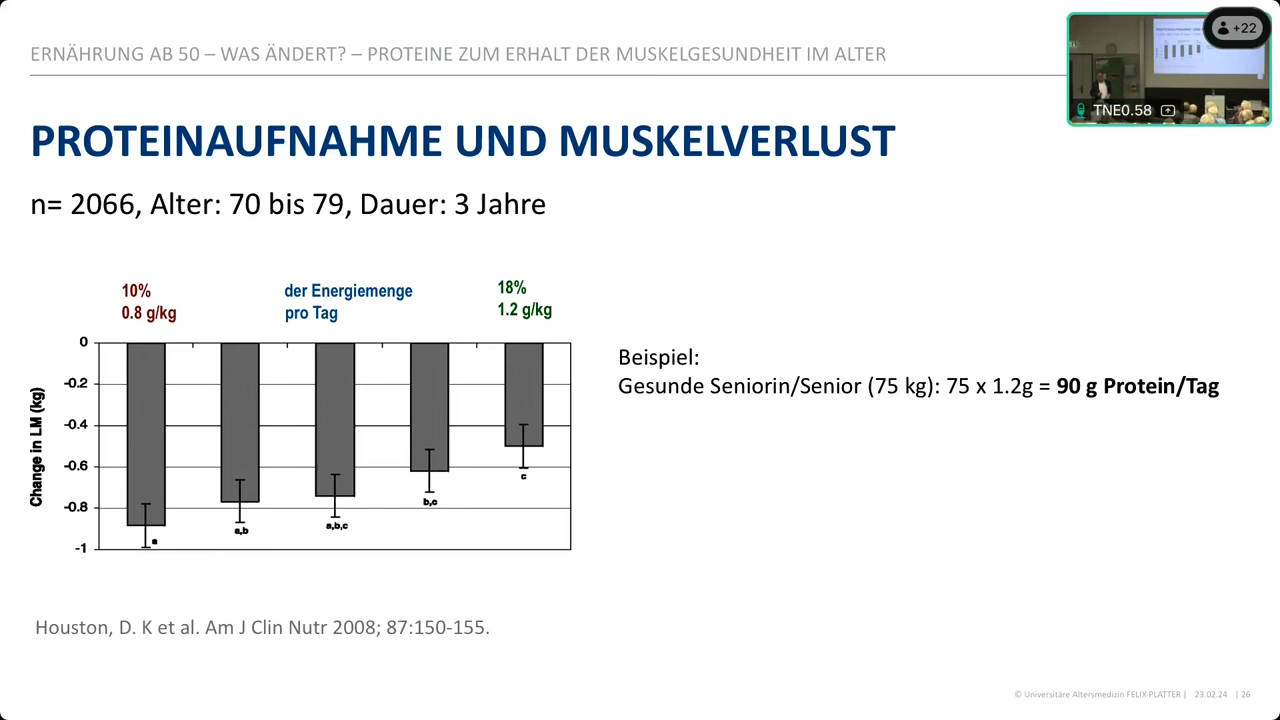 ERNÄHRUNG AB 50 – WAS ÄNDERT? – PROTEINE ZUM ERHALT DER MUSKELGESUNDHEIT IM ALTER
+22
TNE0.58
PROTEINAUFNAHME UND MUSKELVERLUST
n= 2066, Alter: 70 bis 79, Dauer: 3 Jahre
10%
0.8 g/kg
der Energiemenge
pro Tag
18%
1.2 g/kg
Change in LM (kg)
0
-0.2
-0.4
-0.6
-0.8
-1
a
a,b
a,b,c
b,c
c
Beispiel:
Gesunde Seniorin/Senior (75 kg): 75 x 1.2g = 90 g Protein/Tag
Houston, D. K et al. Am J Clin Nutr 2008; 87:150-155.
© Universitäre Altersmedizin FELIX PLATTER | 23.02.24 | 26